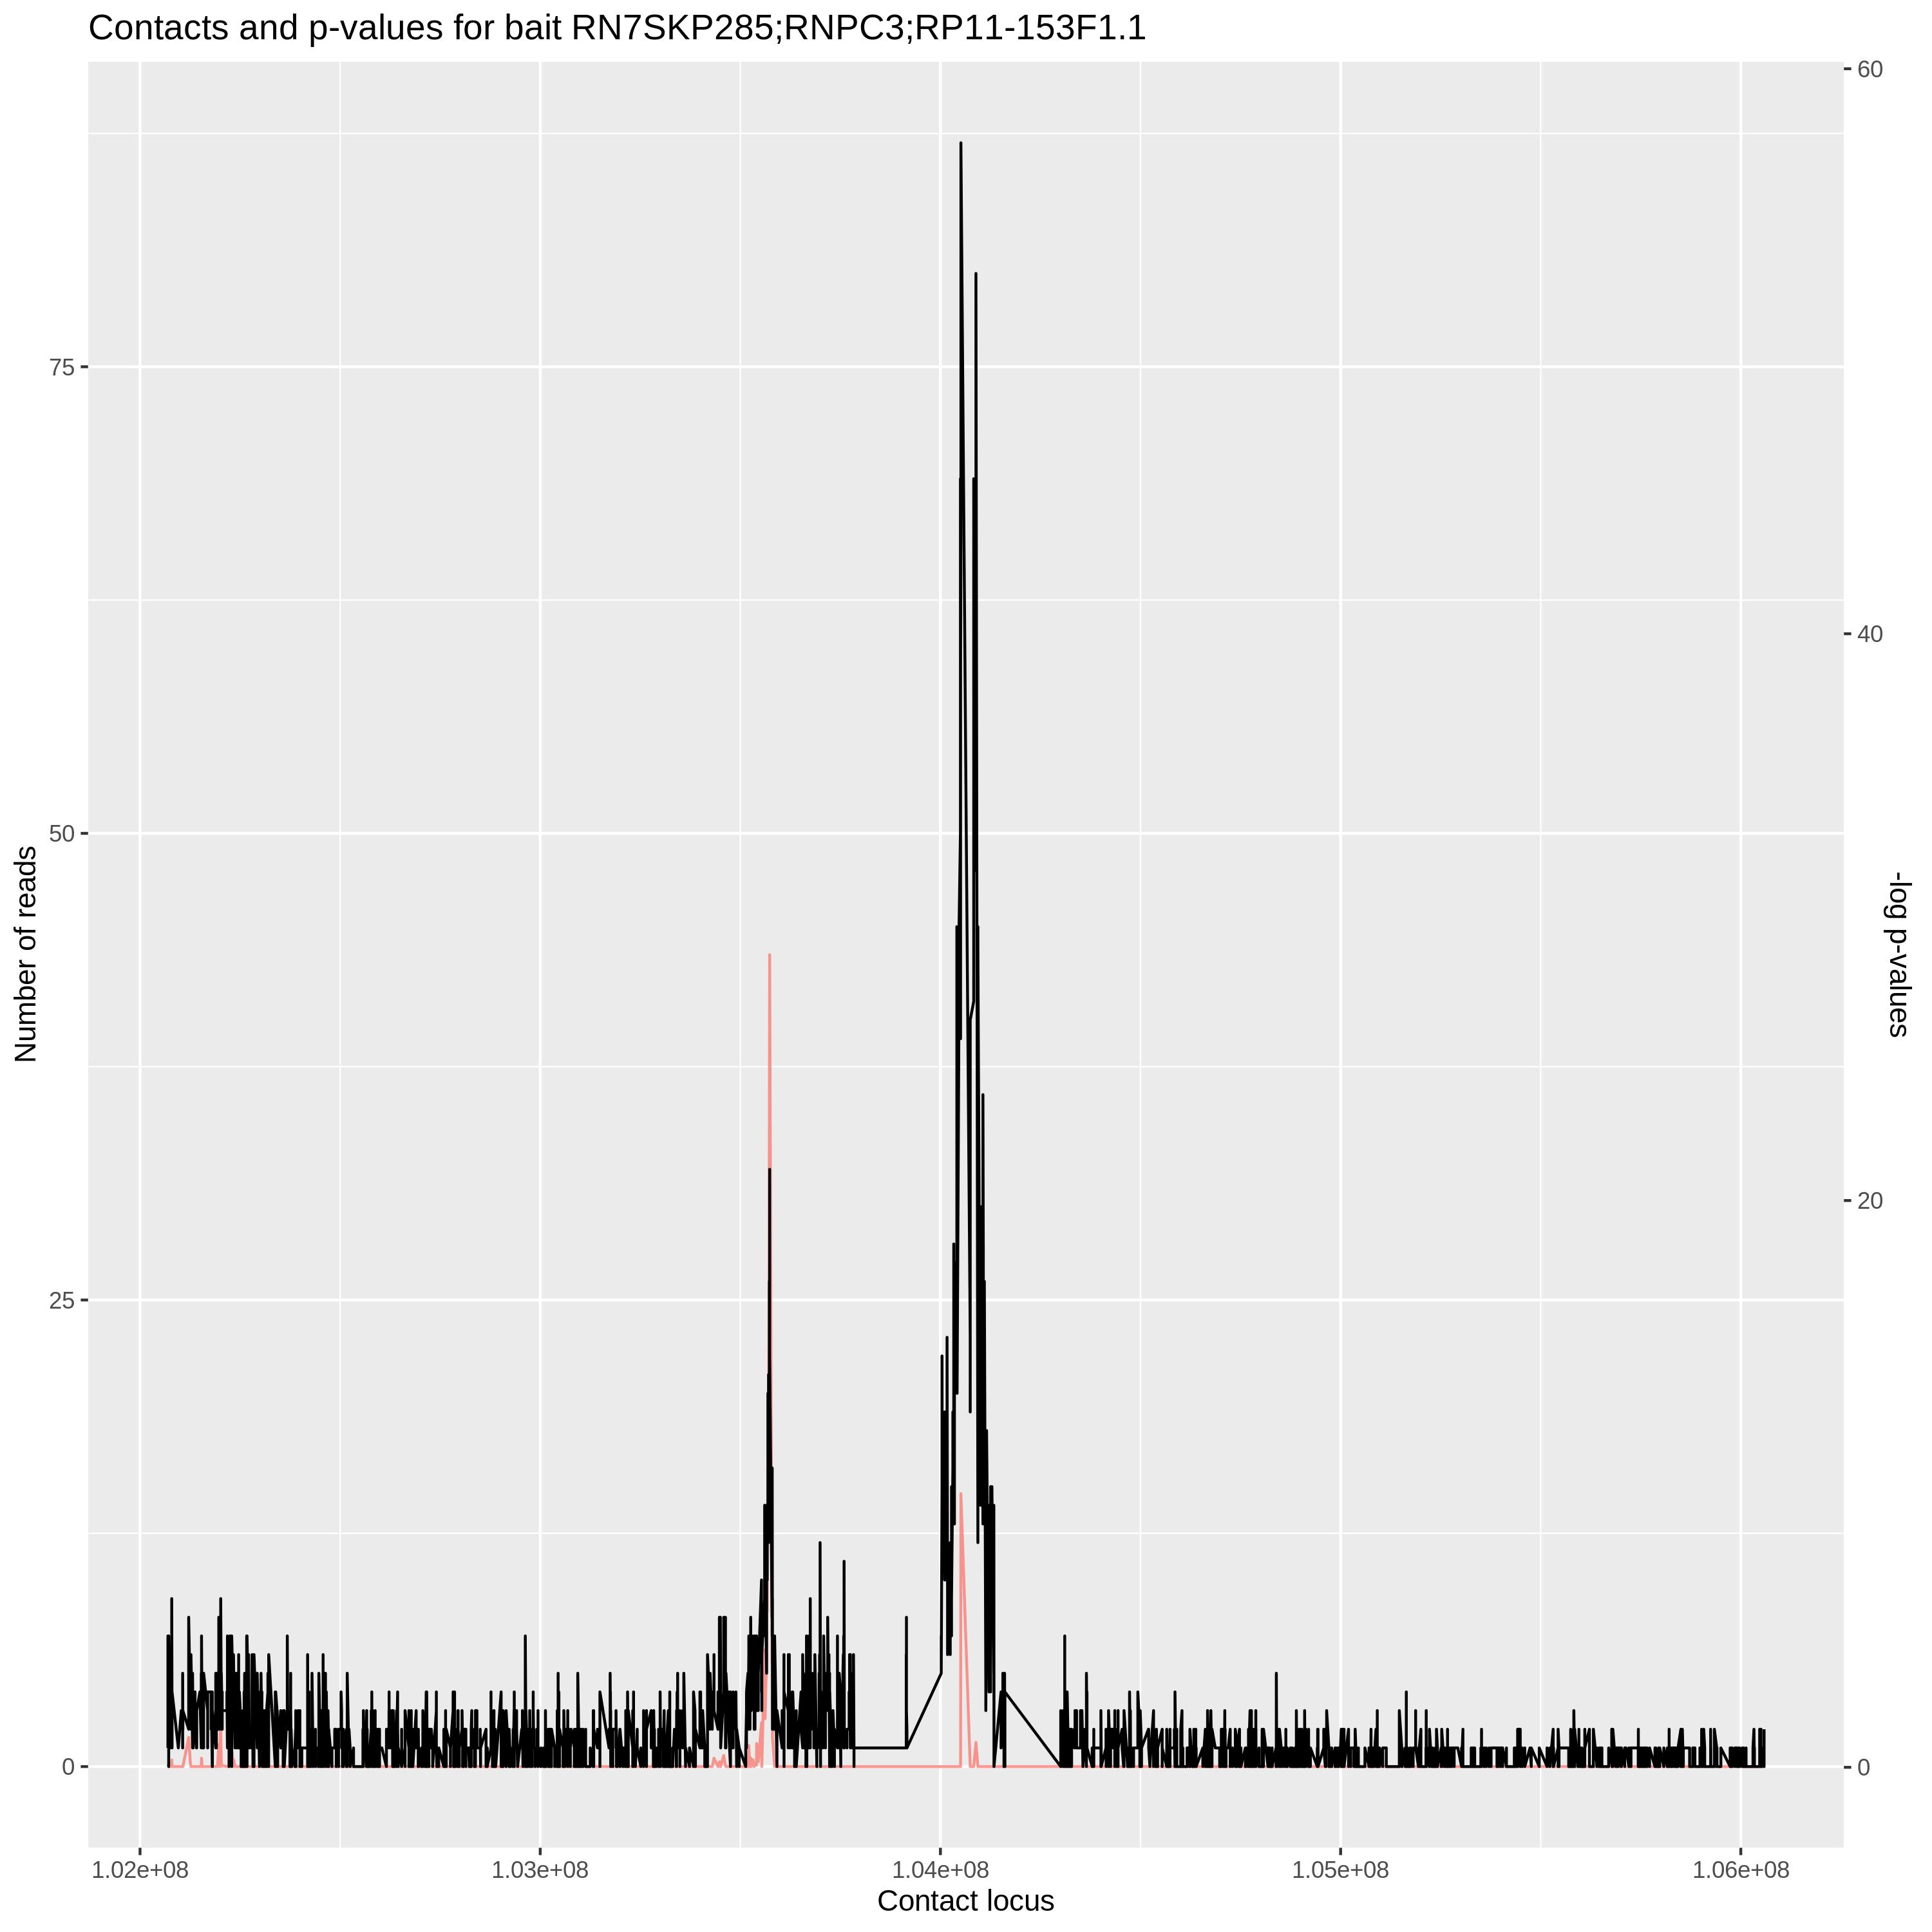 Contacts and p-values for bait RN7SKP285;RNPC3;RP11-153F1.1
60
75
40
50
Number of reads
-log p-values
20
25
0
0
1.02e+08 1.03e+08 1.04e+08 1.05e+08 1.06e+08
Contact locus